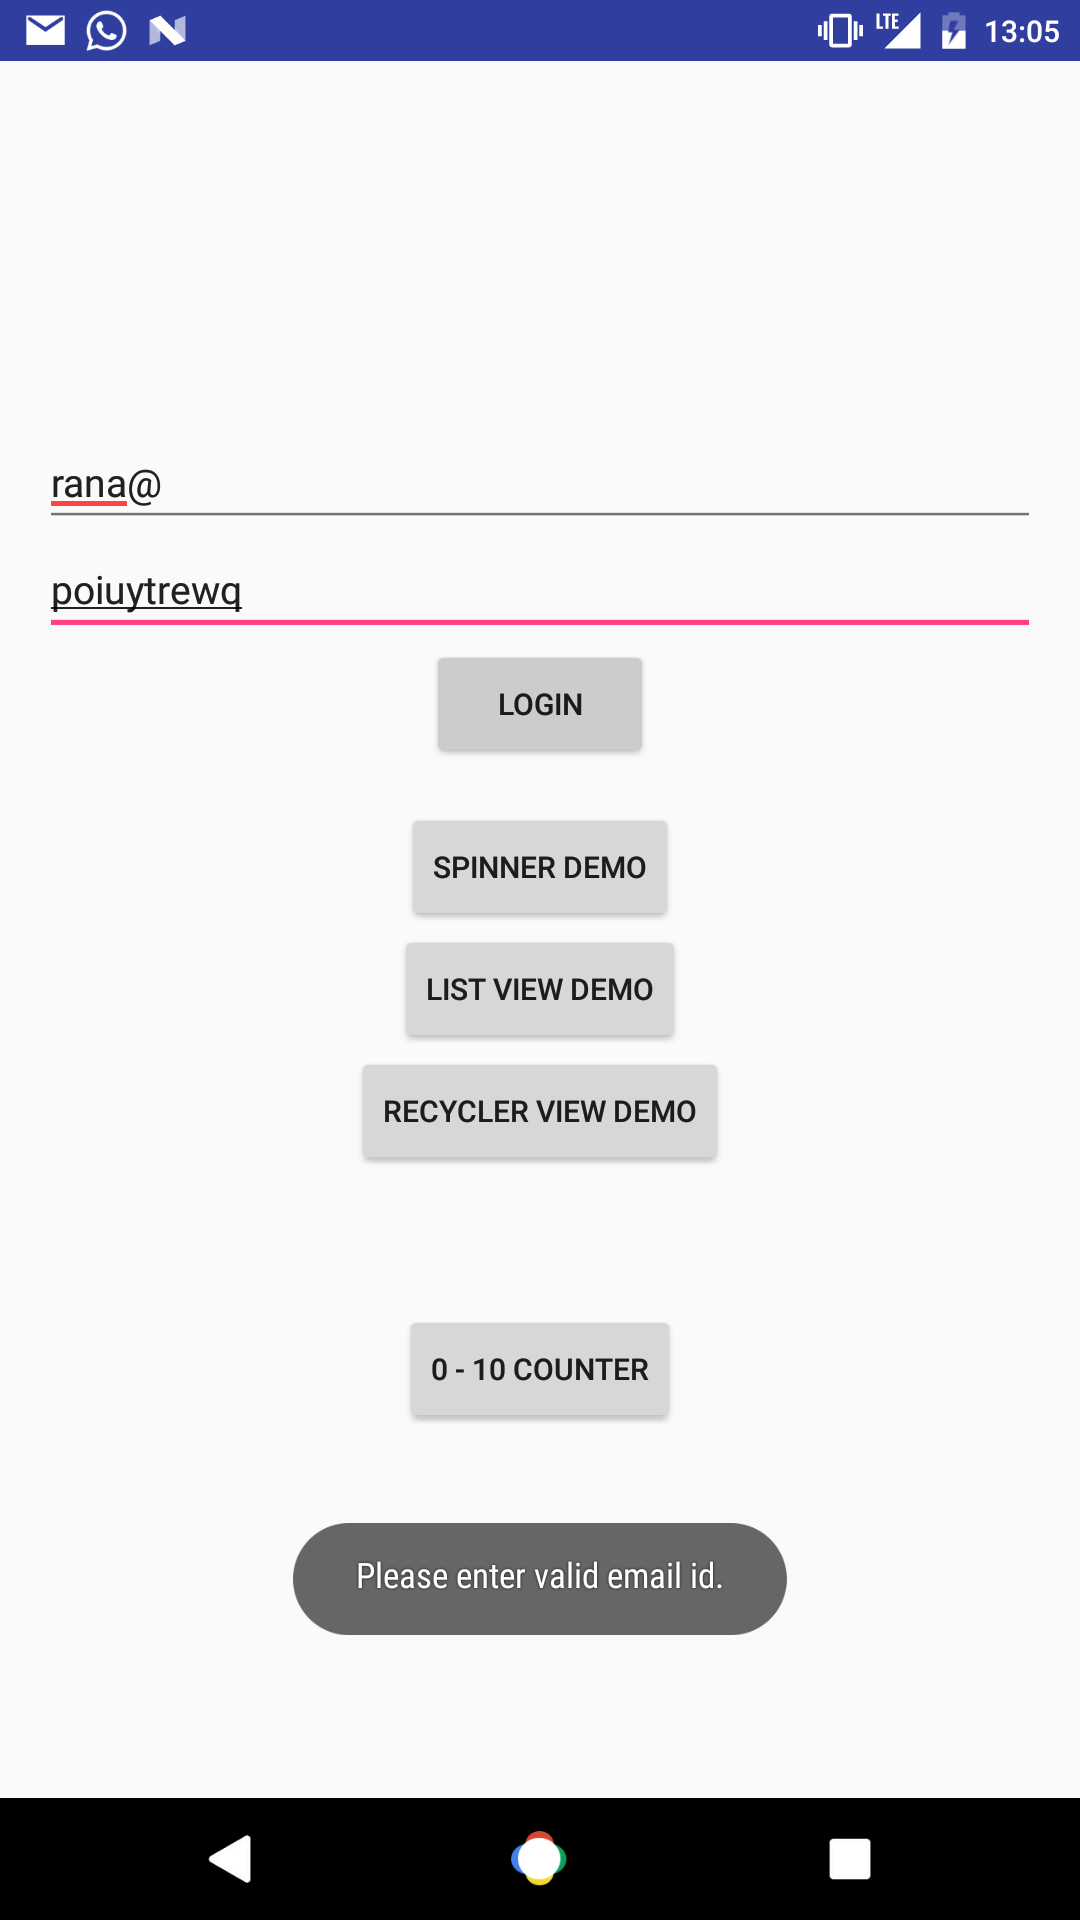 LTE 13:05
rana@
poiuytrewq
LOGIN
SPINNER DEMO
LIST VIEW DEMO
RECYCLER VIEW DEMO
0 - 10 COUNTER
Please enter valid email id.